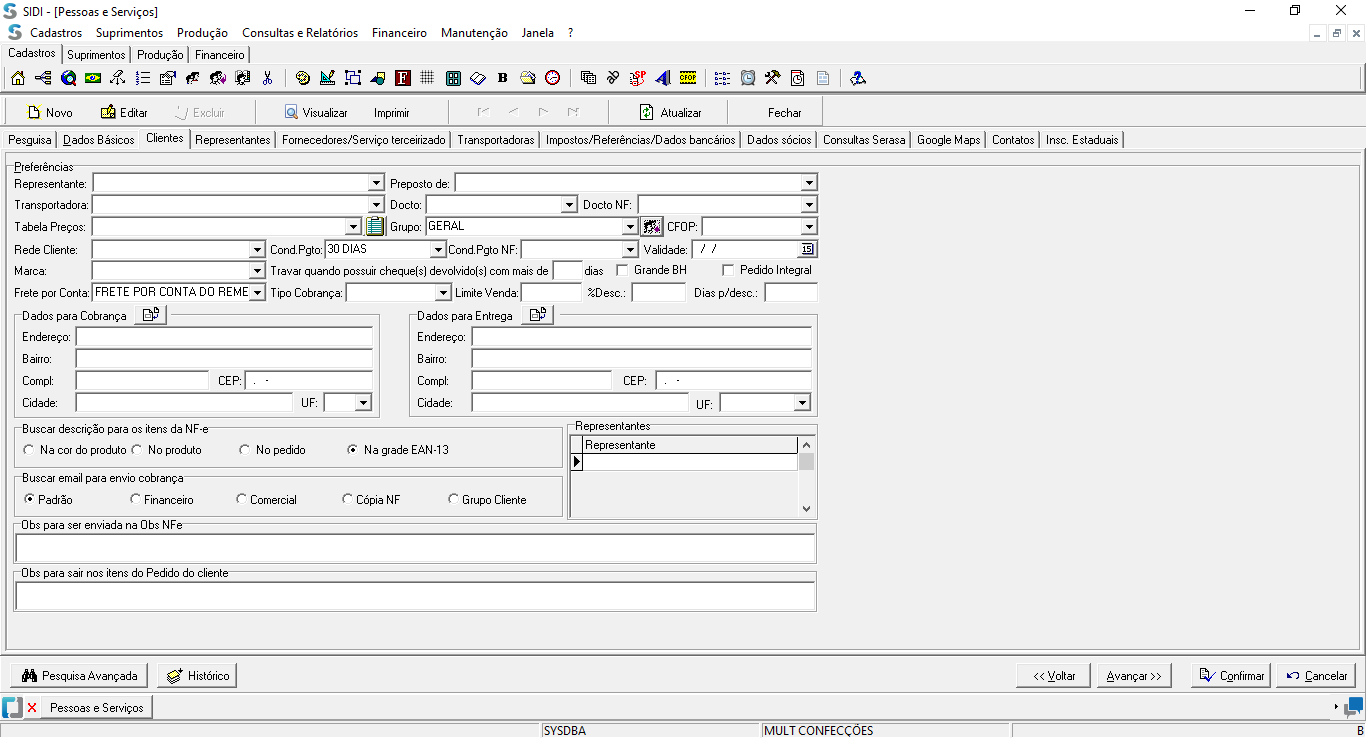 SIDI - [Pessoas e Serviços]
Cadastros Suprimentos Produção Consultas e Relatórios Financeiro Manutenção Janela ?
Cadastros Suprimentos Produção Financeiro
F B SP CFOP
Novo Editar Excluir Visualizar Imprimir Atualizar Fechar
Pesquisa Dados Básicos Clientes Representantes Fornecedores/Serviço terceirizado Transportadoras Impostos/Referências/Dados bancários Dados sócios Consultas Serasa Google Maps Contatos Insc. Estaduais
Preferências
Representante: Preposto de:
Transportadora: Docto: Docto NF:
Tabela Preços: Grupo: GERAL CFOP:
Rede Cliente: Cond.Pgto: 30 DIAS Cond.Pgto NF: Validade: / / 15
Marca: Travar quando possuir cheque(s) devolvido(s) com mais de dias Grande BH Pedido Integral
Frete por Conta: FRETE POR CONTA DO REME Tipo Cobrança: Limite Venda: %Desc.: Dias p/desc.:
Dados para Cobrança Dados para Entrega
Endereço: Endereço:
Bairro: Bairro:
Compl: CEP: . - Compl: CEP: . -
Cidade: UF: Cidade: UF:
Buscar descrição para os itens da NF-e Representantes
Na cor do produto No produto No pedido Na grade EAN-13 Representante
Buscar email para envio cobrança
Padrão Financeiro Comercial Cópia NF Grupo Cliente
Obs para ser enviada na Obs NFe
Obs para sair nos itens do Pedido do cliente
Pesquisa Avançada Histórico << Voltar Avançar >> Confirmar Cancelar
Pessoas e Serviços
SYSDBA MULT CONFECÇÕES B